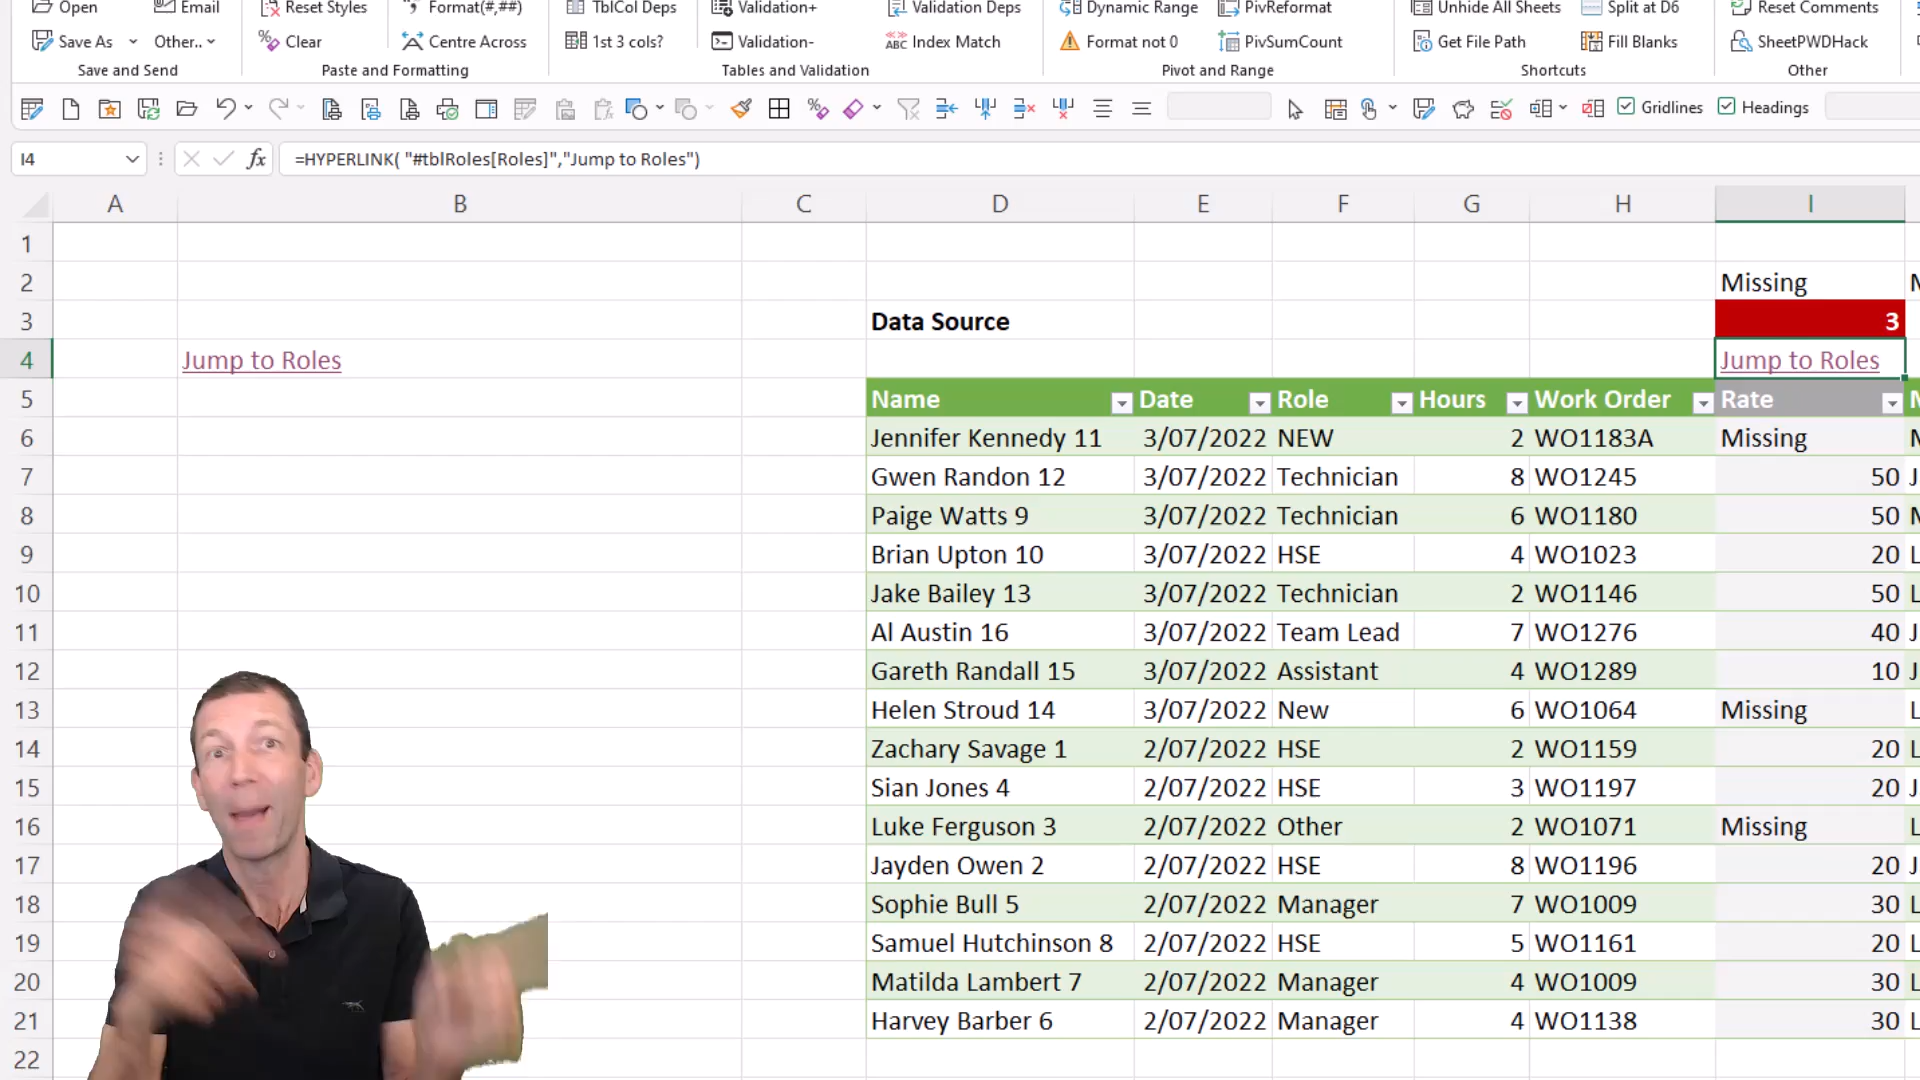 Open Email Reset Styles Format(#,##) TblCol Deps Validation+ Validation Deps Dynamic Range PivReformat Unhide All Sheets Split at D6 Reset Comments
Save As Other.. Clear Centre Across 1st 3 cols? Validation- Index Match Format not 0 PivSumCount Get File Path Fill Blanks SheetPWDHack
Save and Send Paste and Formatting Tables and Validation Pivot and Range Shortcuts Other
Gridlines Headings
I4 fx =HYPERLINK( "#tblRoles[Roles]","Jump to Roles")
A B C D E F G H I
1
2 Missing
3 Data Source 3
4 Jump to Roles Jump to Roles
5 Name Date Role Hours Work Order Rate
6 Jennifer Kennedy 11 3/07/2022 NEW 2 WO1183A Missing
7 Gwen Randon 12 3/07/2022 Technician 8 WO1245 50
8 Paige Watts 9 3/07/2022 Technician 6 WO1180 50
9 Brian Upton 10 3/07/2022 HSE 4 WO1023 20
10 Jake Bailey 13 3/07/2022 Technician 2 WO1146 50
11 Al Austin 16 3/07/2022 Team Lead 7 WO1276 40
12 Gareth Randall 15 3/07/2022 Assistant 4 WO1289 10
13 Helen Stroud 14 3/07/2022 New 6 WO1064 Missing
14 Zachary Savage 1 2/07/2022 HSE 2 WO1159 20
15 Sian Jones 4 2/07/2022 HSE 3 WO1197 20
16 Luke Ferguson 3 2/07/2022 Other 2 WO1071 Missing
17 Jayden Owen 2 2/07/2022 HSE 8 WO1196 20
18 Sophie Bull 5 2/07/2022 Manager 7 WO1009 30
19 Samuel Hutchinson 8 2/07/2022 HSE 5 WO1161 20
20 Matilda Lambert 7 2/07/2022 Manager 4 WO1009 30
21 Harvey Barber 6 2/07/2022 Manager 4 WO1138 30
22